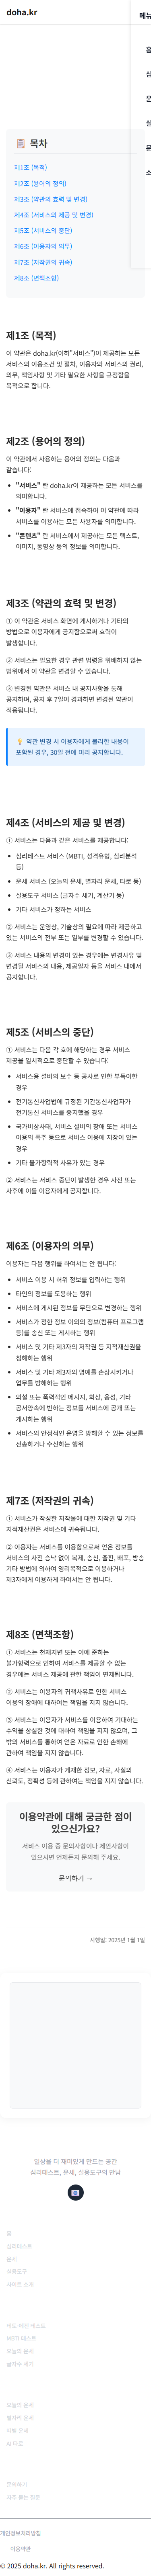 doma.kr
메뉴
홈
심
문
실
문
소
📋 목차
제1조 (목적)
제2조 (용어의 정의)
제3조 (약관의 효력 및 변경)
제4조 (서비스의 제공 및 변경)
제5조 (서비스의 중단)
제6조 (이용자의 의무)
제7조 (저작권의 귀속)
제8조 (면책조항)
제1조 (목적)
이 약관은 doma.kr(이하"서비스")이 제공하는 모든
서비스의 이용조건 및 절차, 이용자와 서비스의 권리,
의무, 책임사항 및 기타 필요한 사항을 규정함을
목적으로 합니다.
제2조 (용어의 정의)
이 약관에서 사용하는 용어의 정의는 다음과
같습니다:
"서비스" 란 doma.kr이 제공하는 모든 서비스를
의미합니다.
"이용자" 란 서비스에 접속하여 이 약관에 따라
서비스를 이용하는 모든 사용자를 의미합니다.
"콘텐츠" 란 서비스에서 제공하는 모든 텍스트,
이미지, 동영상 등의 정보를 의미합니다.
제3조 (약관의 효력 및 변경)
① 이 약관은 서비스 화면에 게시하거나 기타의
방법으로 이용자에게 공지함으로써 효력이
발생합니다.
② 서비스는 필요한 경우 관련 법령을 위배하지 않는
범위에서 이 약관을 변경할 수 있습니다.
③ 변경된 약관은 서비스 내 공지사항을 통해
공지하며, 공지 후 7일이 경과하면 변경된 약관이
적용됩니다.
💡 약관 변경 시 이용자에게 불리한 내용이
포함된 경우, 30일 전에 미리 공지합니다.
제4조 (서비스의 제공 및 변경)
① 서비스는 다음과 같은 서비스를 제공합니다:
심리테스트 서비스 (MBTI, 성격유형, 심리분석
등)
운세 서비스 (오늘의 운세, 별자리 운세, 타로 등)
실용도구 서비스 (글자수 세기, 계산기 등)
기타 서비스가 정하는 서비스
② 서비스는 운영상, 기술상의 필요에 따라 제공하고
있는 서비스의 전부 또는 일부를 변경할 수 있습니다.
③ 서비스 내용의 변경이 있는 경우에는 변경사유 및
변경될 서비스의 내용, 제공일자 등을 서비스 내에서
공지합니다.
제5조 (서비스의 중단)
① 서비스는 다음 각 호에 해당하는 경우 서비스
제공을 일시적으로 중단할 수 있습니다:
서비스용 설비의 보수 등 공사로 인한 부득이한
경우
전기통신사업법에 규정된 기간통신사업자가
전기통신 서비스를 중지했을 경우
국가비상사태, 서비스 설비의 장애 또는 서비스
이용의 폭주 등으로 서비스 이용에 지장이 있는
경우
기타 불가항력적 사유가 있는 경우
② 서비스는 서비스 중단이 발생한 경우 사전 또는
사후에 이를 이용자에게 공지합니다.
제6조 (이용자의 의무)
이용자는 다음 행위를 하여서는 안 됩니다:
서비스 이용 시 허위 정보를 입력하는 행위
타인의 정보를 도용하는 행위
서비스에 게시된 정보를 무단으로 변경하는 행위
서비스가 정한 정보 이외의 정보(컴퓨터 프로그램
등)를 송신 또는 게시하는 행위
서비스 및 기타 제3자의 저작권 등 지적재산권을
침해하는 행위
서비스 및 기타 제3자의 명예를 손상시키거나
업무를 방해하는 행위
외설 또는 폭력적인 메시지, 화상, 음성, 기타
공서양속에 반하는 정보를 서비스에 공개 또는
게시하는 행위
서비스의 안정적인 운영을 방해할 수 있는 정보를
전송하거나 수신하는 행위
제7조 (저작권의 귀속)
① 서비스가 작성한 저작물에 대한 저작권 및 기타
지적재산권은 서비스에 귀속됩니다.
② 이용자는 서비스를 이용함으로써 얻은 정보를
서비스의 사전 승낙 없이 복제, 송신, 출판, 배포, 방송
기타 방법에 의하여 영리목적으로 이용하거나
제3자에게 이용하게 하여서는 안 됩니다.
제8조 (면책조항)
① 서비스는 천재지변 또는 이에 준하는
불가항력으로 인하여 서비스를 제공할 수 없는
경우에는 서비스 제공에 관한 책임이 면제됩니다.
② 서비스는 이용자의 귀책사유로 인한 서비스
이용의 장애에 대하여는 책임을 지지 않습니다.
③ 서비스는 이용자가 서비스를 이용하여 기대하는
수익을 상실한 것에 대하여 책임을 지지 않으며, 그
밖의 서비스를 통하여 얻은 자료로 인한 손해에
관하여 책임을 지지 않습니다.
④ 서비스는 이용자가 게재한 정보, 자료, 사실의
신뢰도, 정확성 등에 관하여는 책임을 지지 않습니다.
이용약관에 대해 궁금한 점이
있으시나요?
서비스 이용 중 문의사항이나 제안사항이
있으시면 언제든지 문의해 주세요.
문의하기 →
시행일: 2025년 1월 1일
일상을 더 재미있게 만드는 공간
심리테스트, 운세, 실용도구의 만남
홈
심리테스트
운세
실용도구
사이트 소개
테토·에겐 테스트
MBTI 테스트
오늘의 운세
글자수 세기
오늘의 운세
별자리 운세
띠별 운세
AI 타로
문의하기
자주 묻는 질문
개인정보처리방침
이용약관
© 2025 doma.kr. All rights reserved.